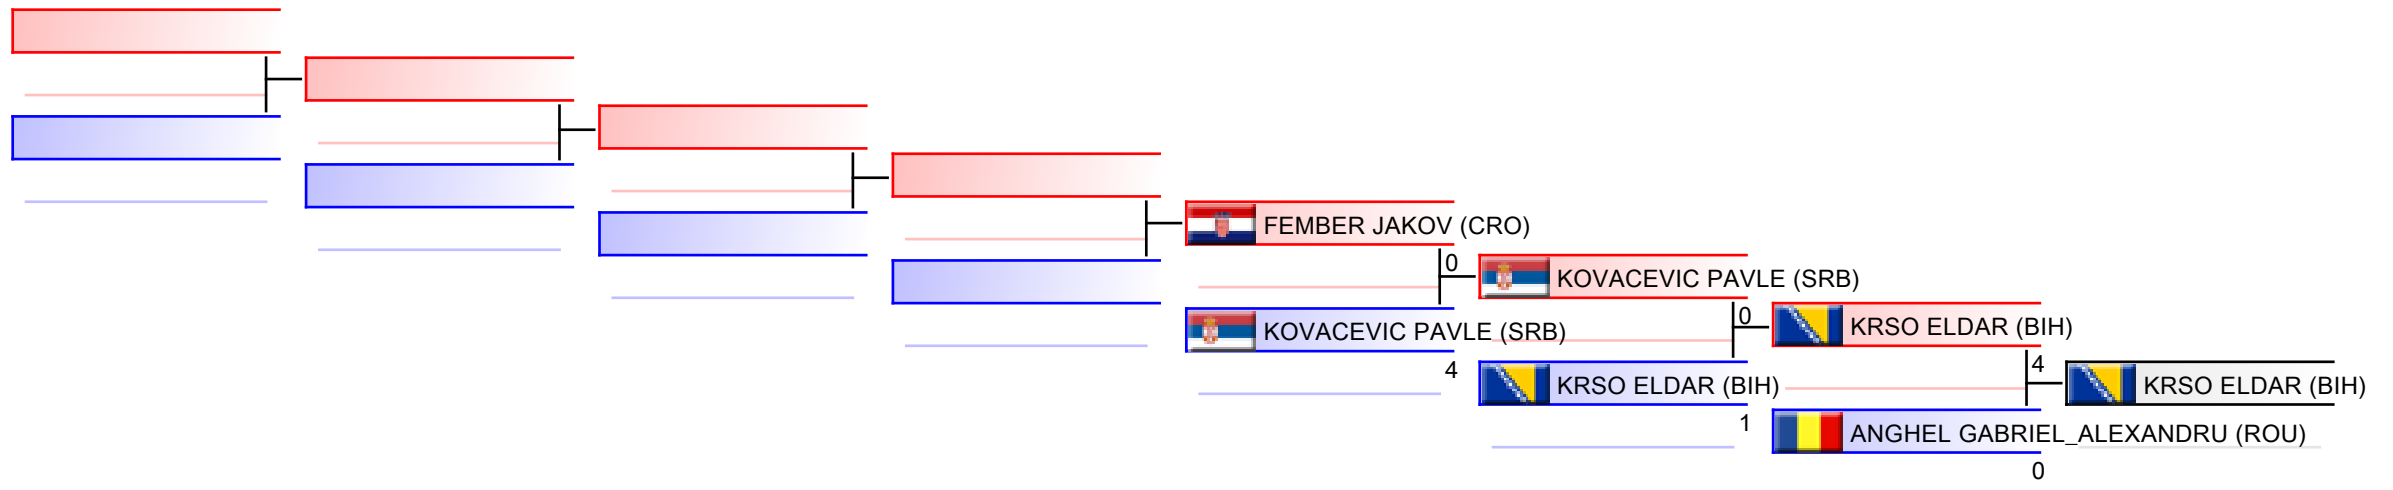 FEMBER JAKOV (CRO)
0
KOVACEVIC PAVLE (SRB)
4
KOVACEVIC PAVLE (SRB)
0
KRSO ELDAR (BIH)
1
KRSO ELDAR (BIH)
4
ANGHEL GABRIEL_ALEXANDRU (ROU)
0
KRSO ELDAR (BIH)